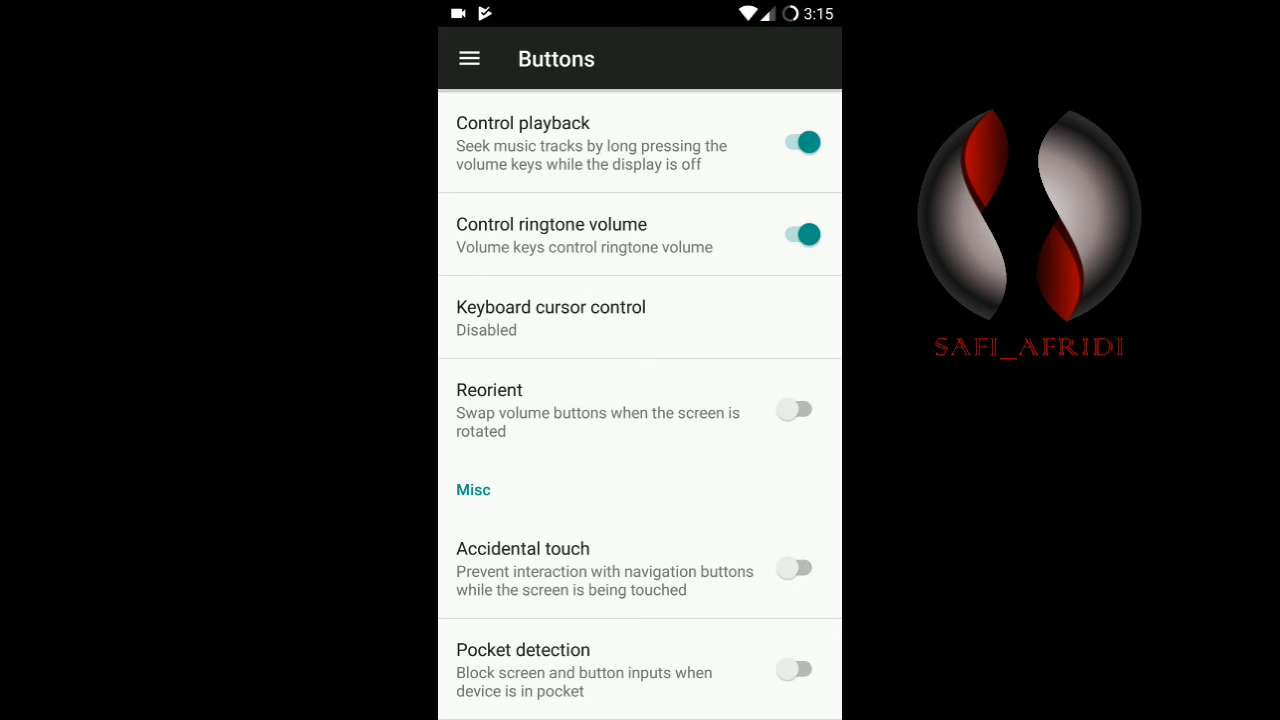 3:15
Buttons
Control playback
Seek music tracks by long pressing the
volume keys while the display is off
Control ringtone volume
Volume keys control ringtone volume
Keyboard cursor control
Disabled
Reorient
Swap volume buttons when the screen is
rotated
Misc
Accidental touch
Prevent interaction with navigation buttons
while the screen is being touched
Pocket detection
Block screen and button inputs when
device is in pocket
SAFI_AFRIDI